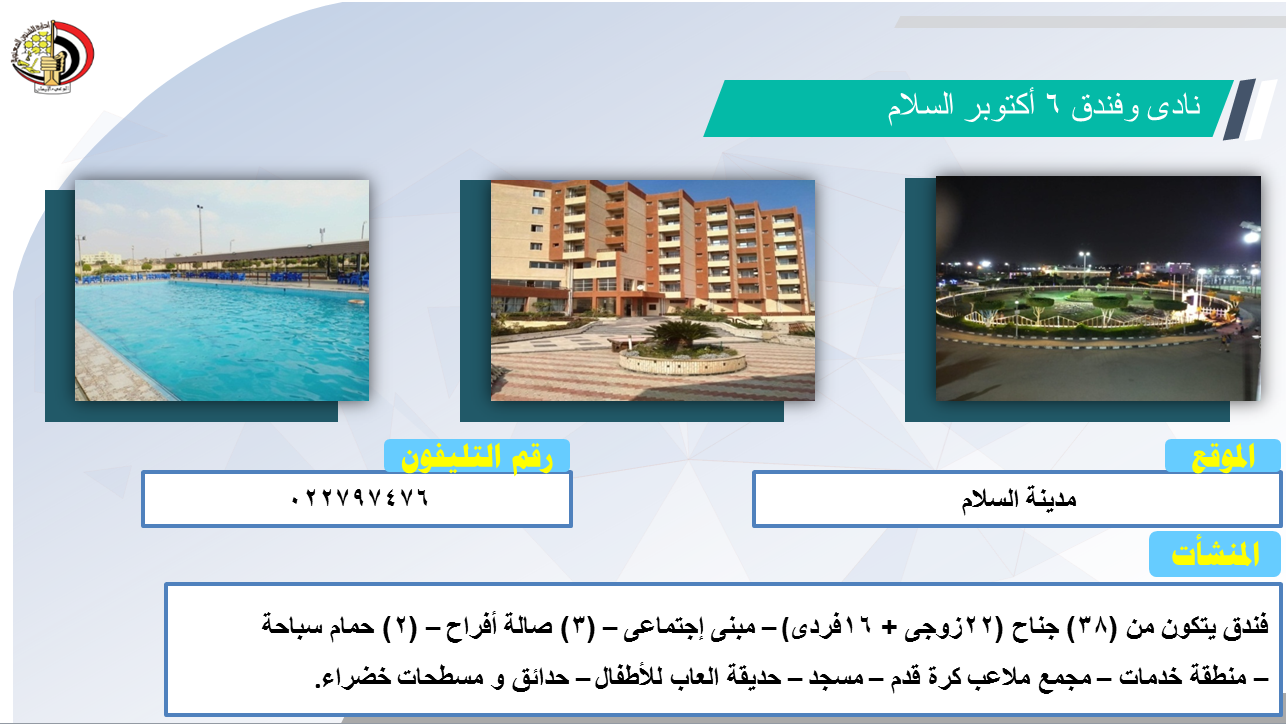 نادى وفندق ٦ أكتوبر السلام
الموقع
مدينة السلام
رقم التليفون
٠٢٢٧٩٧٤٧٦
المنشأت
فندق يتكون من (٣٨) جناح (٢٢زوجى + ١٦فردى) – مبنى إجتماعى – (٣) صالة أفراح – (٢) حمام سباحة
– منطقة خدمات – مجمع ملاعب كرة قدم – مسجد – حديقة العاب للأطفال – حدائق و مسطحات خضراء.